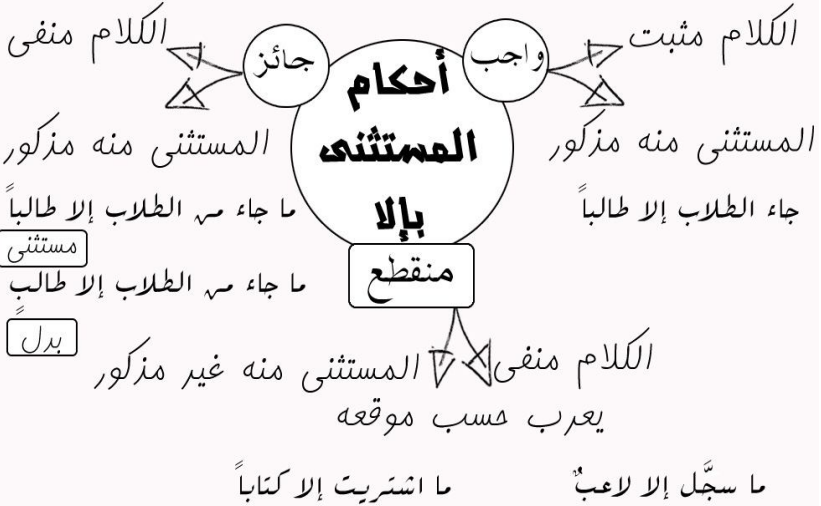 أحكام
المستثنى
بإلا
واجب
الكلام مثبت
المستثنى منه مذكور
جاء الطلاب إلا طالباً
جائز
الكلام منفى
المستثنى منه مذكور
ما جاء من الطلاب إلا طالباً
مستثنى
ما جاء من الطلاب إلا طالبٍ
بدل
منقطع
الكلام منفى
المستثنى منه غير مذكور
يعرب حسب موقعه
ما سجَّل إلا لاعبٌ
ما اشتريت إلا كتاباً